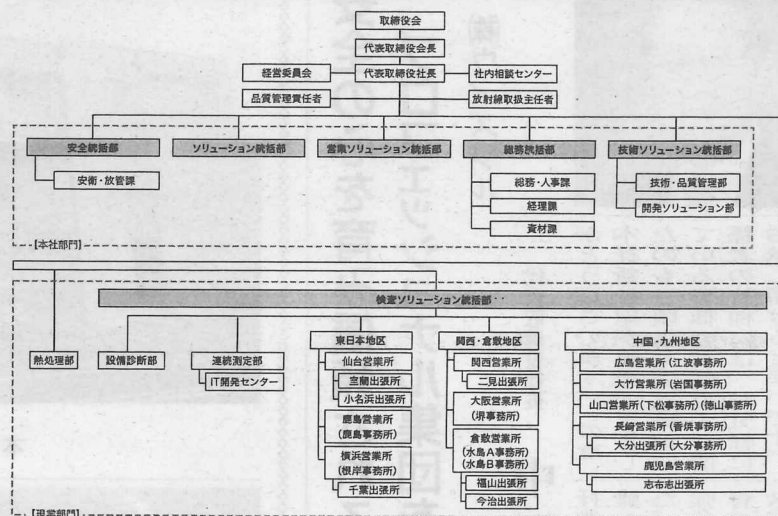 取締役会
代表取締役会長
経営委員会
代表取締役社長
社内相談センター
品質管理責任者
放射線取扱主任者
安全統括部
ソリューション統括部
営業ソリューション統括部
総務統括部
技術ソリューション統括部
安衛・放管課
総務・人事課
技術・品質管理部
経理課
開発ソリューション部
資材課
【本社部門】
検査ソリューション統括部
熱処理部
設備診断部
連続測定部
IT開発センター
東日本地区
仙台営業所
室蘭出張所
小名浜出張所
鹿島営業所
(鹿島事務所)
横浜営業所
(根岸事務所)
千葉出張所
関西・倉敷地区
関西営業所
二見出張所
大阪営業所
(堺事務所)
倉敷営業所
(水島A事務所)
(水島B事務所)
福山出張所
今治出張所
中国・九州地区
広島営業所(江波事務所)
大竹営業所(岩国事務所)
山口営業所(下松事務所)(徳山事務所)
長崎営業所(香焼事務所)
大分出張所(大分事務所)
鹿児島営業所
志布志出張所
【現業部門】